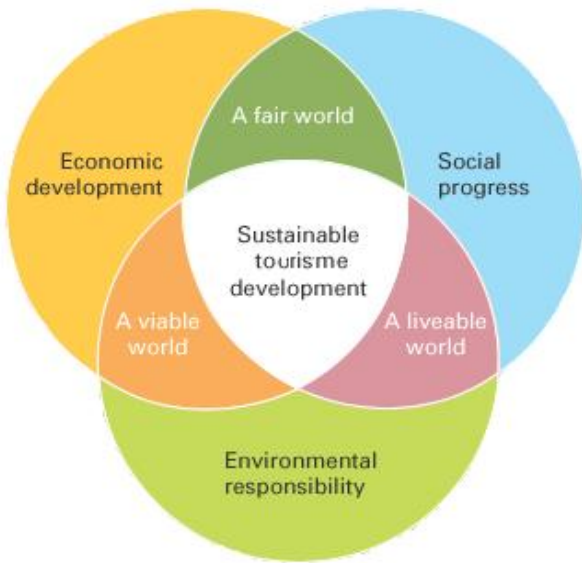 A fair world
Economic
development
Social
progress
Sustainable
tourisme
development
A viable
world
A liveable
world
Environmental
responsibility